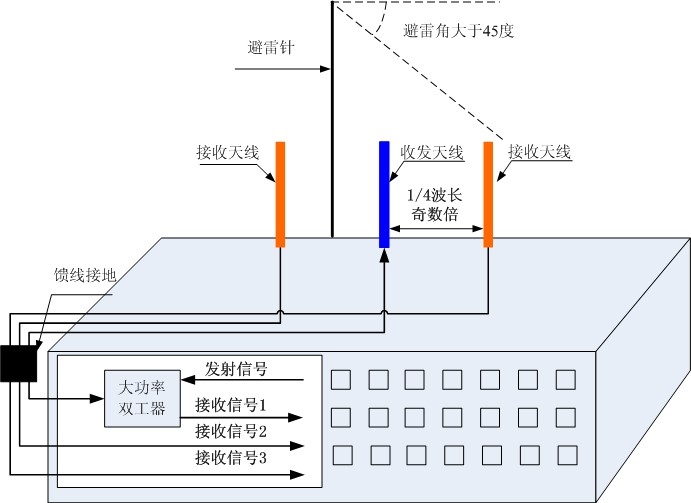 避雷角大于45度
避雷针
接收天线
收发天线
接收天线
1/4波长
奇数倍
馈线接地
大功率
双工器
发射信号
接收信号1
接收信号2
接收信号3